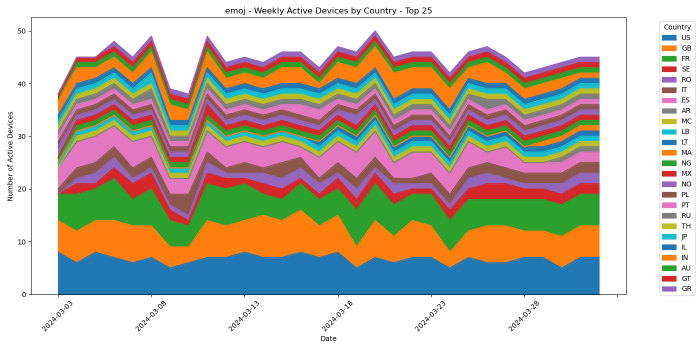 emoj - Weekly Active Devices by Country - Top 25
Number of Active Devices
50
40
30
20
10
0
2024-03-03
2024-03-08
2024-03-13
2024-03-18
2024-03-23
2024-03-28
Date
Country
US
GB
FR
SE
RO
IT
ES
AR
MC
LB
LT
MA
NG
MX
NO
PL
PT
RU
TH
JP
IL
IN
AU
GT
GR